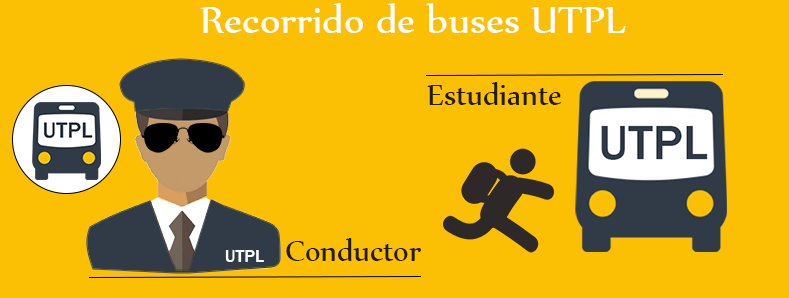 Recorrido de buses UTPL
UTPL
UTPL
Conductor
Estudiante
UTPL